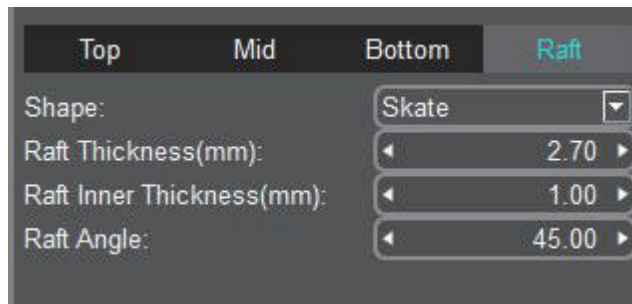 Top Mid Bottom Raft
Shape: Skate
Raft Thickness(mm): 2.70
Raft Inner Thickness(mm): 1.00
Raft Angle: 45.00